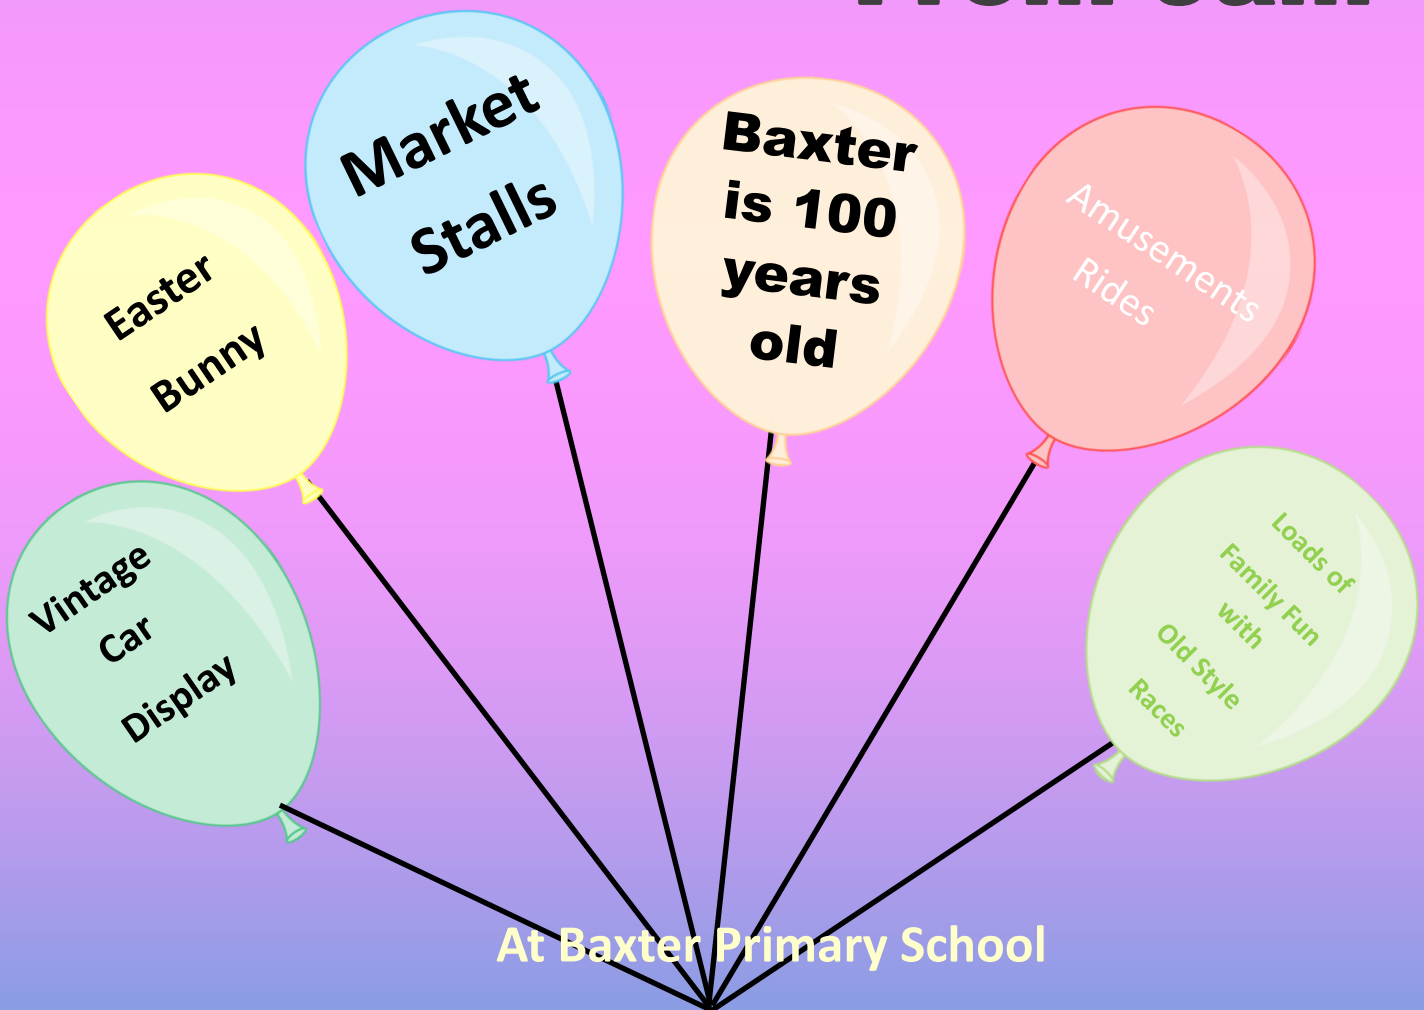 Market
Stalls
Baxter
is 100
years
old
Amusements
Rides
Easter
Bunny
Vintage
Car
Display
Loads of
Family Fun
with
Old Style
Races
At Baxter Primary School